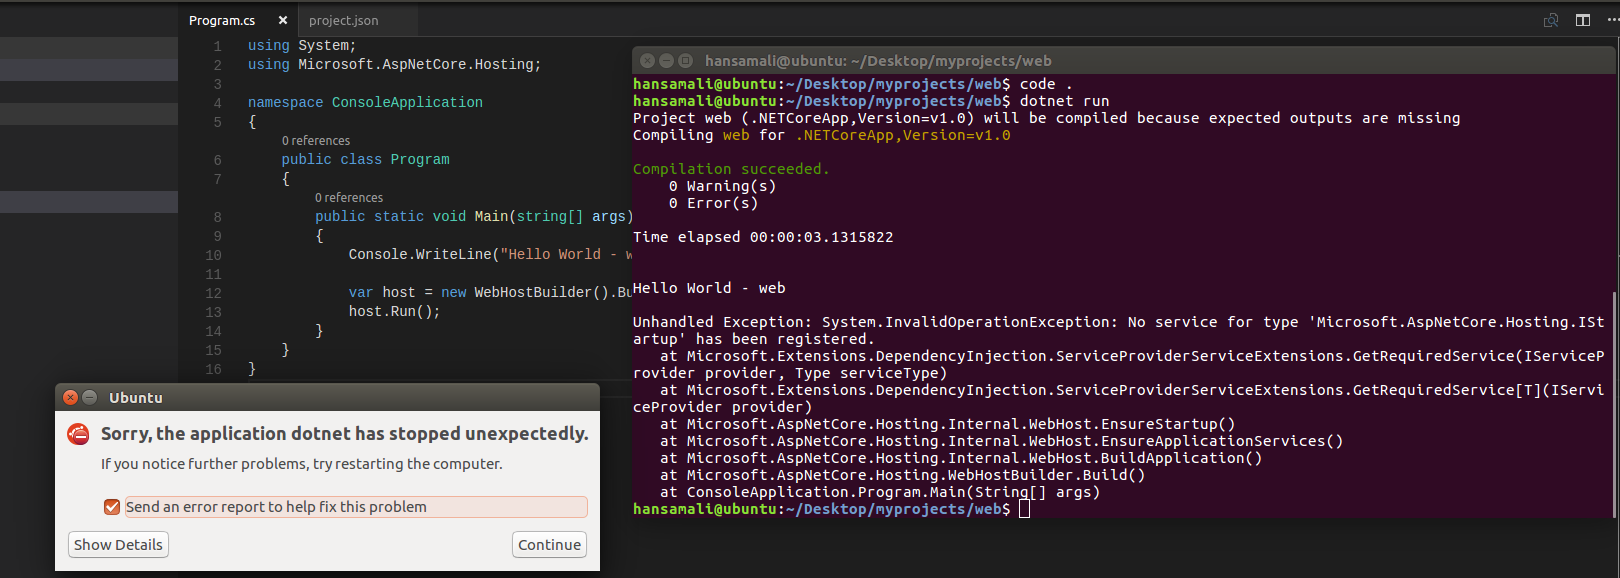 Program.cs × project.json
1 using System;
2 using Microsoft.AspNetCore.Hosting;
3
4 namespace ConsoleApplication
5 {
0 references
6 public class Program
7 {
0 references
8 public static void Main(string[] args)
9 {
10 Console.WriteLine("Hello World - w
11
12 var host = new WebHostBuilder().Bu
13 host.Run();
14 }
15 }
16 }
hansamali@ubuntu: ~/Desktop/myprojects/web
hansamali@ubuntu:~/Desktop/myprojects/web$ code .
hansamali@ubuntu:~/Desktop/myprojects/web$ dotnet run
Project web (.NETCoreApp,Version=v1.0) will be compiled because expected outputs are missing
Compiling web for .NETCoreApp,Version=v1.0
Compilation succeeded.
0 Warning(s)
0 Error(s)
Time elapsed 00:00:03.1315822
Hello World - web
Unhandled Exception: System.InvalidOperationException: No service for type 'Microsoft.AspNetCore.Hosting.ISt
artup' has been registered.
at Microsoft.Extensions.DependencyInjection.ServiceProviderServiceExtensions.GetRequiredService(IServiceP
rovider provider, Type serviceType)
at Microsoft.Extensions.DependencyInjection.ServiceProviderServiceExtensions.GetRequiredService[T](IServi
ceProvider provider)
at Microsoft.AspNetCore.Hosting.Internal.WebHost.EnsureStartup()
at Microsoft.AspNetCore.Hosting.Internal.WebHost.EnsureApplicationServices()
at Microsoft.AspNetCore.Hosting.Internal.WebHost.BuildApplication()
at Microsoft.AspNetCore.Hosting.WebHostBuilder.Build()
at ConsoleApplication.Program.Main(String[] args)
hansamali@ubuntu:~/Desktop/myprojects/web$
Ubuntu
Sorry, the application dotnet has stopped unexpectedly.
If you notice further problems, try restarting the computer.
Send an error report to help fix this problem
Show Details Continue